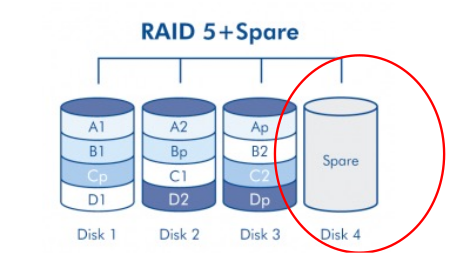 RAID 5+Spare
A1 A2 Ap
B1 Bp B2 Spare
Cp C1 C2
D1 D2 Dp
Disk 1 Disk 2 Disk 3 Disk 4